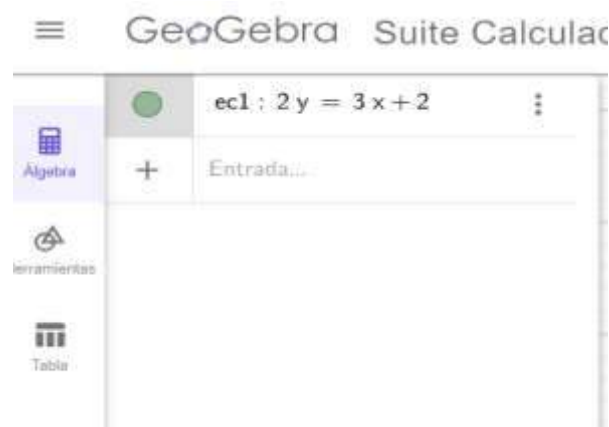 GeoGebra Suite Calculad
ec1 : 2 y = 3 x + 2
Álgebra
Entrada...
erramientas
Tabla